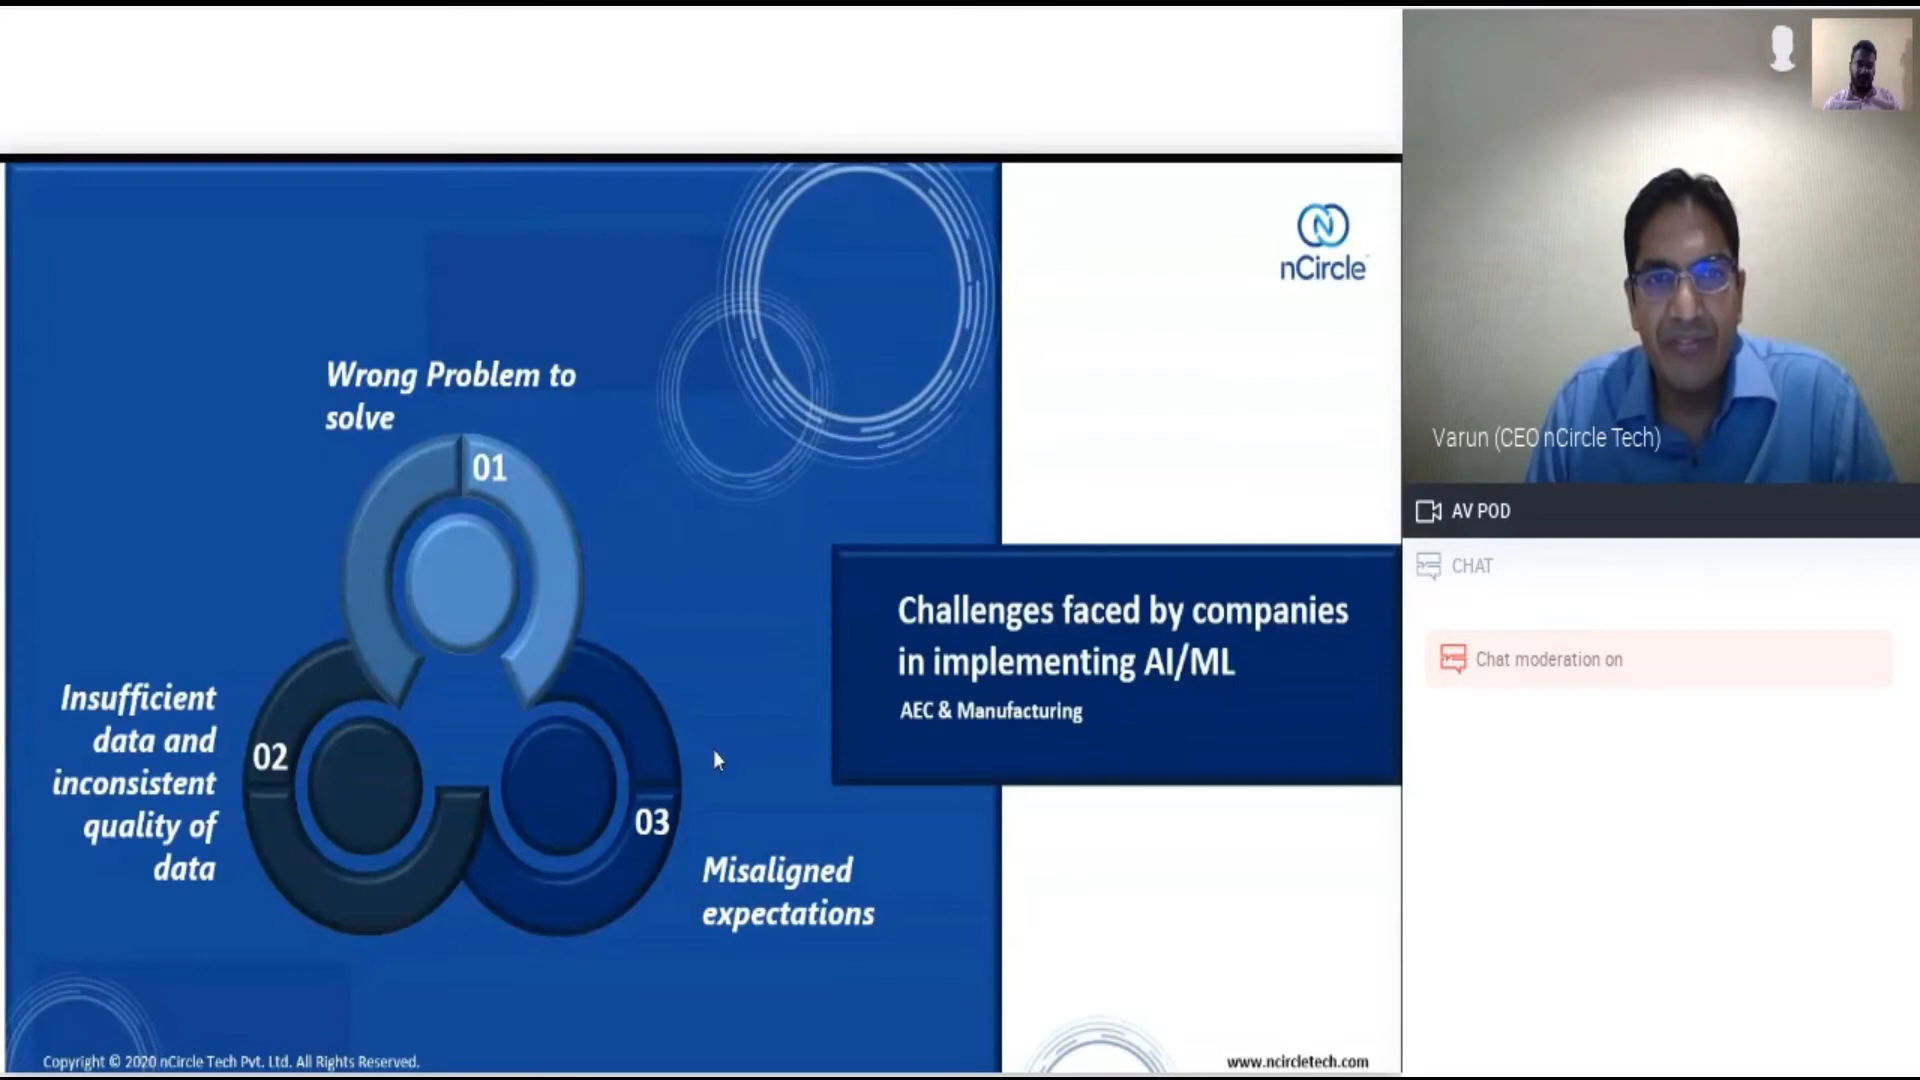 Wrong Problem to
solve
01
Insufficient
data and
inconsistent
quality of
data
02
03
Misaligned
expectations
nCircle
Challenges faced by companies
in implementing AI/ML
AEC & Manufacturing
Copyright © 2020 nCircle Tech Pvt. Ltd. All Rights Reserved.
www.ncircletech.com
Varun (CEO nCircle Tech)
AV POD
CHAT
Chat moderation on